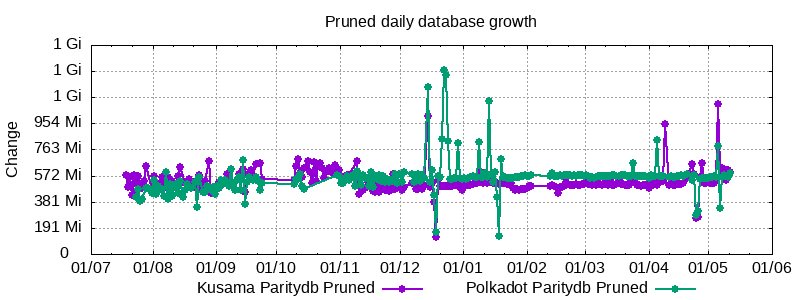 Pruned daily database growth
Change
1 Gi
1 Gi
1 Gi
954 Mi
763 Mi
572 Mi
381 Mi
191 Mi
0
01/07 01/08 01/09 01/10 01/11 01/12 01/01 01/02 01/03 01/04 01/05 01/06
Kusama Paritydb Pruned Polkadot Paritydb Pruned